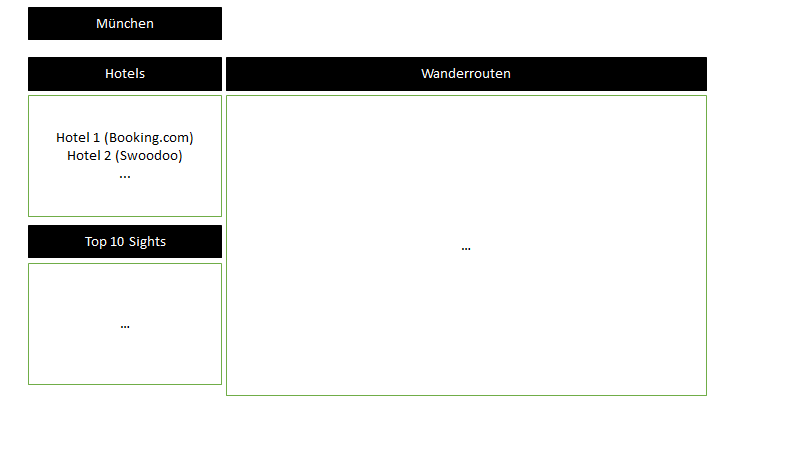 München
Hotels
Hotel 1 (Booking.com)
Hotel 2 (Swoodoo)
...
Top 10 Sights
...
Wanderrouten
...